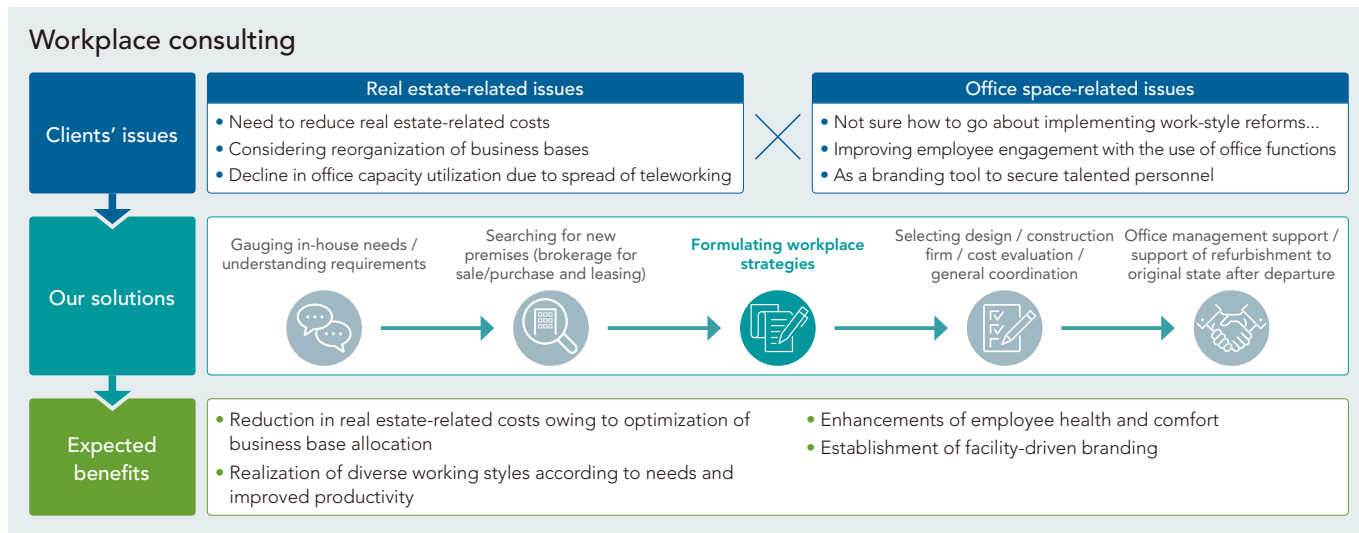 Workplace consulting
Clients’ issues
Real estate-related issues
• Need to reduce real estate-related costs
• Considering reorganization of business bases
• Decline in office capacity utilization due to spread of teleworking
Office space-related issues
• Not sure how to go about implementing work-style reforms...
• Improving employee engagement with the use of office functions
• As a branding tool to secure talented personnel
Our solutions
Gauging in-house needs /
understanding requirements
Searching for new
premises (brokerage for
sale/purchase and leasing)
Formulating workplace
strategies
Selecting design / construction
firm / cost evaluation /
general coordination
Office management support /
support of refurbishment to
original state after departure
Expected
benefits
• Reduction in real estate-related costs owing to optimization of
business base allocation
• Realization of diverse working styles according to needs and
improved productivity
• Enhancements of employee health and comfort
• Establishment of facility-driven branding